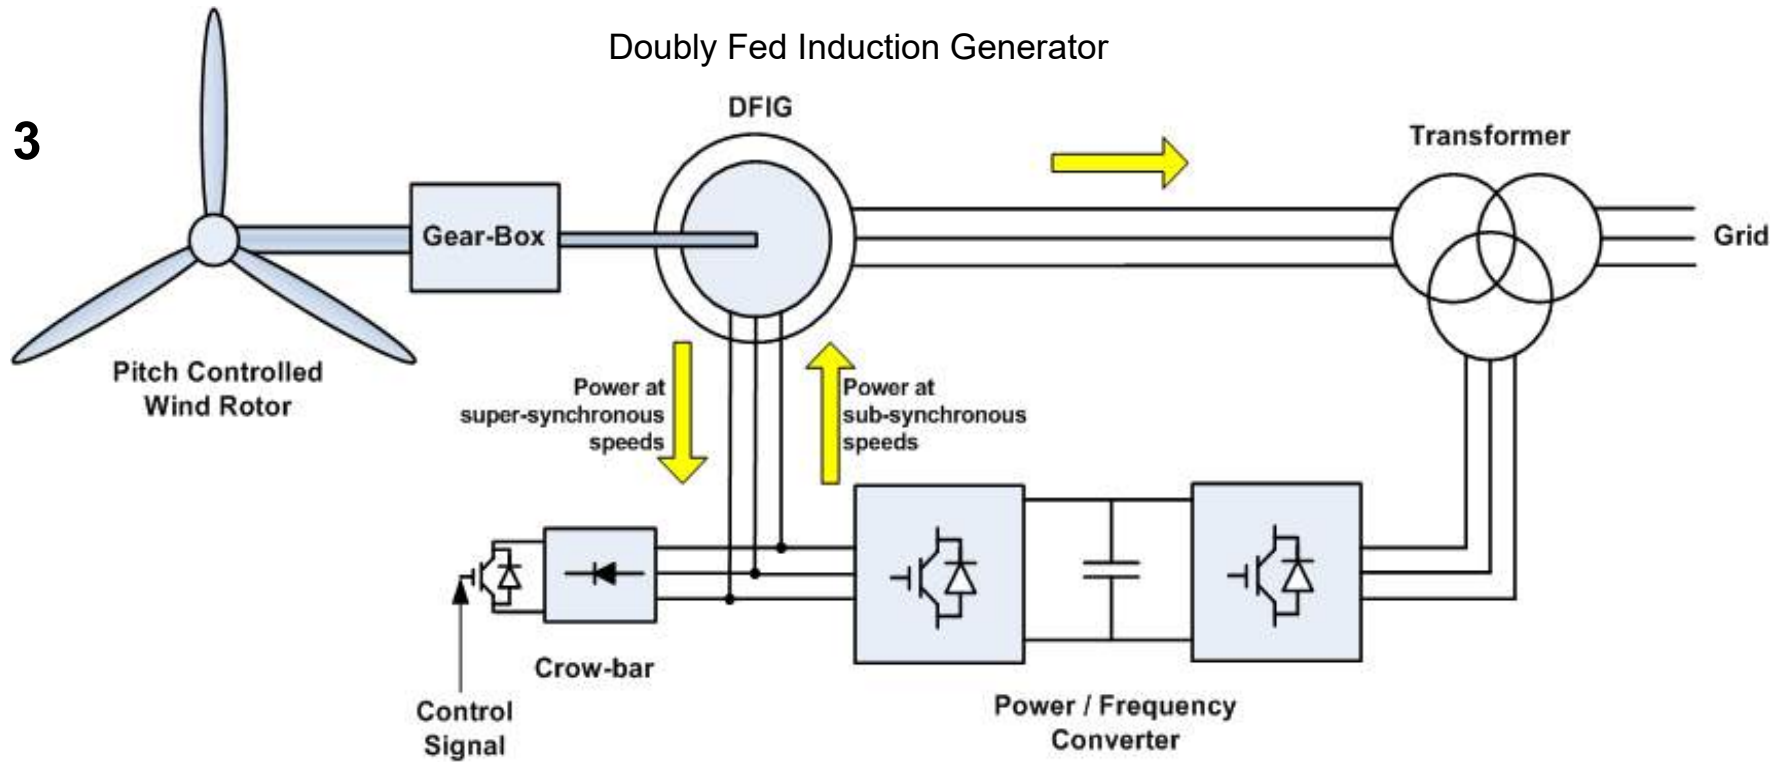 Doubly Fed Induction Generator
3
DFIG
Transformer
Gear-Box
Grid
Pitch Controlled
Wind Rotor
Power at
super-synchronous
speeds
Power at
sub-synchronous
speeds
Crow-bar
Control
Signal
Power / Frequency
Converter